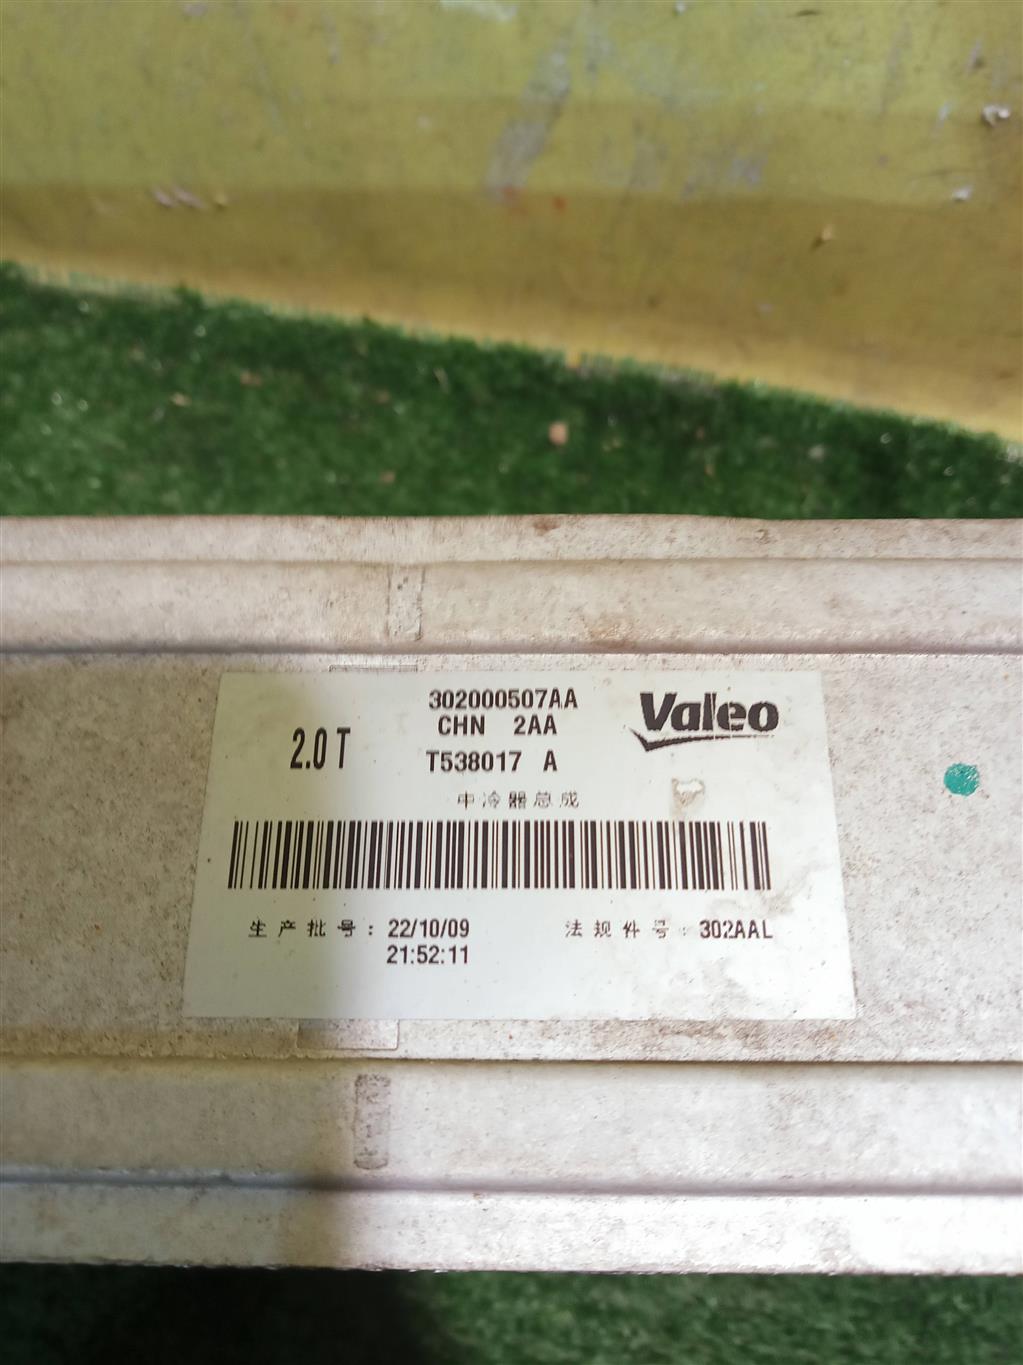 302000507AA
Valeo
CHN 2AA
2.0 T
T538017 A
中冷器总成
生产批号: 22/10/09
法规件号: 302AAL
21:52:11